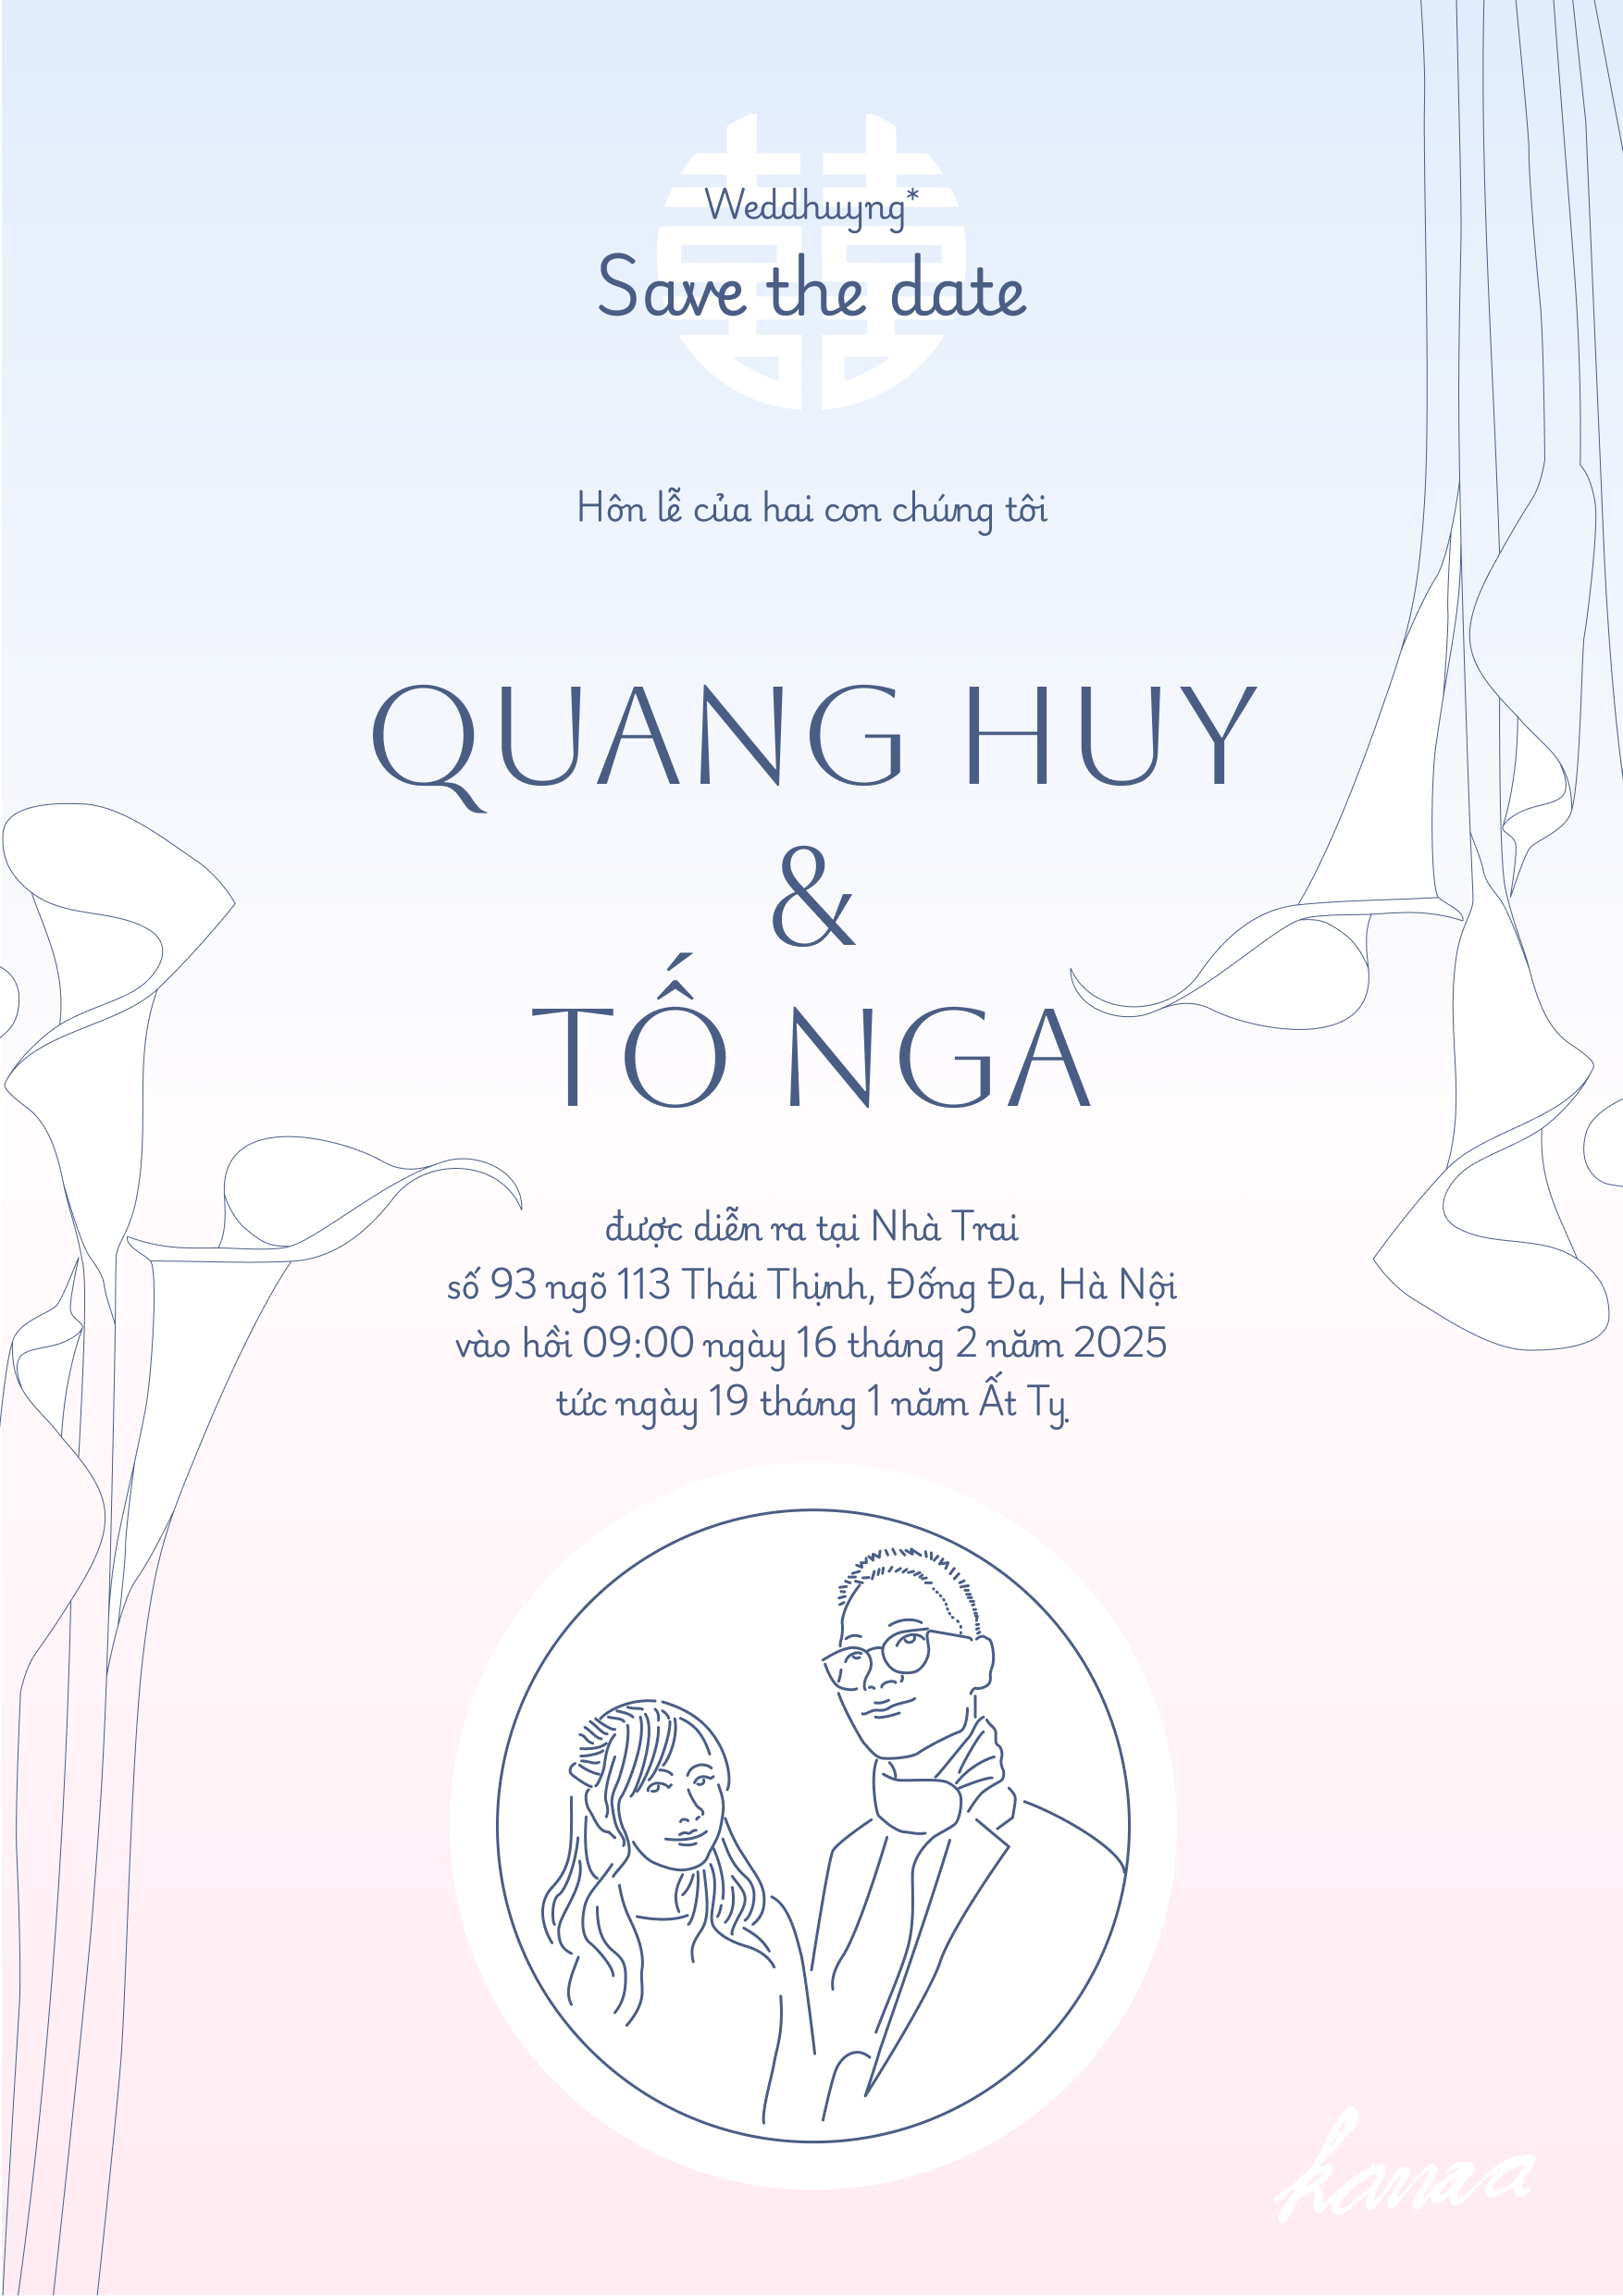 囍
Weddhuyng*
Save the date
Hôn lễ của hai con chúng tôi
QUANG HUY
&
TỐ NGA
được diễn ra tại Nhà Trai
số 93 ngõ 113 Thái Thịnh, Đống Đa, Hà Nội
vào hồi 09:00 ngày 16 tháng 2 năm 2025
tức ngày 19 tháng 1 năm Ất Tỵ
kanaa